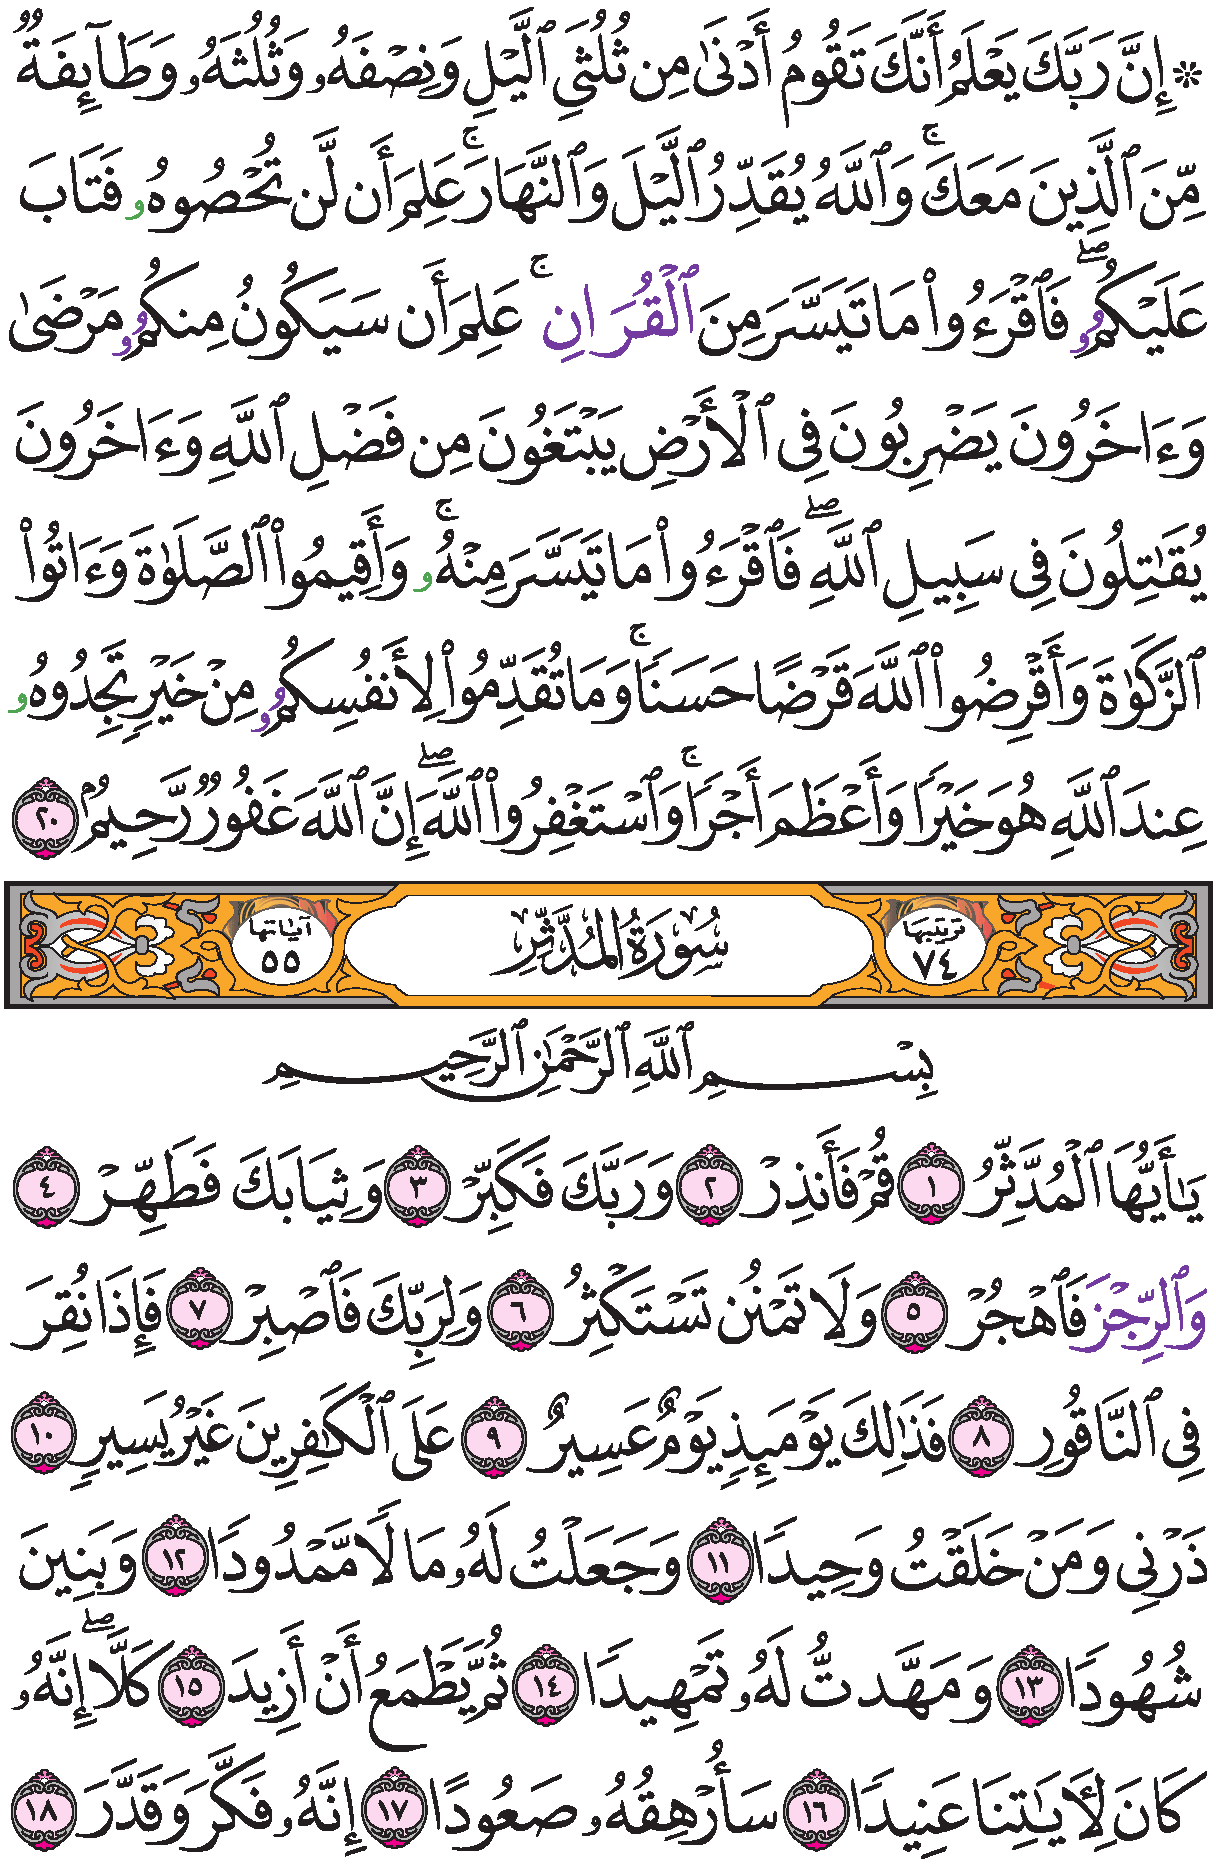 ۞ إِنَّ رَبَّكَ يَعْلَمُ أَنَّكَ تَقُومُ أَدْنَىٰ مِن ثُلُثَيِ ٱلَّيْلِ وَنِصْفَهُۥ وَثُلُثَهُۥ وَطَآئِفَةٌ
مِّنَ ٱلَّذِينَ مَعَكَۚ وَٱللَّهُ يُقَدِّرُ ٱلَّيْلَ وَٱلنَّهَارَۚ عَلِمَ أَن لَّن تُحْصُوهُۥ فَتَابَ
عَلَيْكُمُۥۖ فَٱقْرَءُواْ مَا تَيَسَّرَ مِنَ ٱلْقُرَانِۚ عَلِمَ أَن سَيَكُونُ مِنكُمُۥ مَرْضَىٰ
وَءَاخَرُونَ يَضْرِبُونَ فِي ٱلْأَرْضِ يَبْتَغُونَ مِن فَضْلِ ٱللَّهِ وَءَاخَرُونَ
يُقَٰتِلُونَ فِي سَبِيلِ ٱللَّهِۖ فَٱقْرَءُواْ مَا تَيَسَّرَ مِنْهُۥۚ وَأَقِيمُواْ ٱلصَّلَوٰةَ وَءَاتُواْ
ٱلزَّكَوٰةَ وَأَقْرِضُواْ ٱللَّهَ قَرْضًا حَسَنٗاۚ وَمَا تُقَدِّمُواْ لِأَنفُسِكُمُۥ مِنْ خَيْرٖ تَجِدُوهُۥ
عِندَ ٱللَّهِ هُوَ خَيْرٗا وَأَعْظَمَ أَجْرٗاۚ وَٱسْتَغْفِرُواْ ٱللَّهَۖ إِنَّ ٱللَّهَ غَفُورٞ رَّحِيمُۢ ٢٠
ترتيبها ٧٤ سُورَةُ المُدَّثِّرِ آياتها ٥٥
بِسْمِ ٱللَّهِ ٱلرَّحْمَٰنِ ٱلرَّحِيمِ
يَٰأَيُّهَا ٱلْمُدَّثِّرُ ١ قُمْ فَأَنذِرْ ٢ وَرَبَّكَ فَكَبِّرْ ٣ وَثِيَابَكَ فَطَهِّرْ ٤
وَٱلرِّجْزَ فَٱهْجُرْ ٥ وَلَا تَمْنُن تَسْتَكْثِرُ ٦ وَلِرَبِّكَ فَٱصْبِرْ ٧ فَإِذَا نُقِرَ
فِي ٱلنَّاقُورِ ٨ فَذَٰلِكَ يَوْمَئِذٖ يَوْمٌ عَسِيرٌ ٩ عَلَى ٱلْكَٰفِرِينَ غَيْرُ يَسِيرٖ ١٠
ذَرْنِي وَمَنْ خَلَقْتُ وَحِيدٗا ١١ وَجَعَلْتُ لَهُۥ مَالٗا مَّمْدُودٗا ١٢ وَبَنِينَ
شُهُودٗا ١٣ وَمَهَّدتُّ لَهُۥ تَمْهِيدٗا ١٤ ثُمَّ يَطْمَعُ أَنْ أَزِيدَ ١٥ كَلَّاۖ إِنَّهُۥ
كَانَ لِأٓيَٰتِنَا عَنِيدٗا ١٦ سَأُرْهِقُهُۥ صَعُودًا ١٧ إِنَّهُۥ فَكَّرَ وَقَدَّرَ ١٨